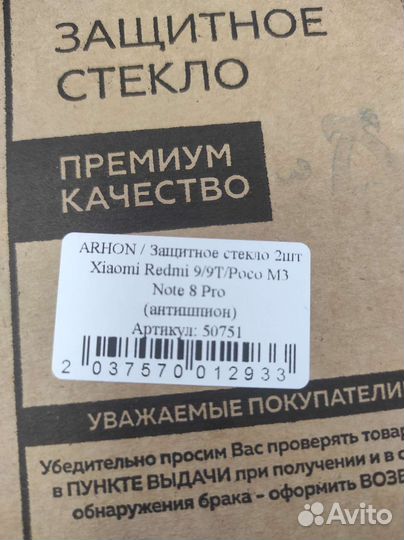 ЗАЩИТНОЕ
СТЕКЛО
ПРЕМИУМ
КАЧЕСТВО
ARHON / Защитное стекло 2шт
Xiaomi Redmi 9/9T/Poco M3
Note 8 Pro
(антишпион)
Артикул: 50751
2 037570 012933
УВАЖАЕМЫЕ ПОКУПАТЕЛИ
Убедительно просим Вас проверять товар
в ПУНКТЕ ВЫДАЧИ при получении и в с
обнаружения брака - оформить ВОЗВ
Avito